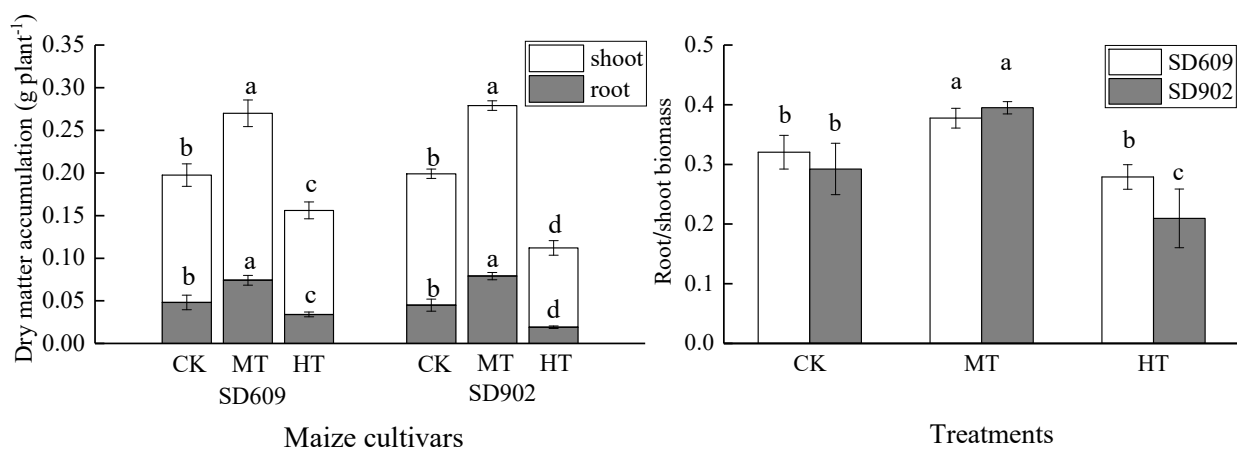 Dry matter accumulation (g plant⁻¹)
0.35
0.30
0.25
0.20
0.15
0.10
0.05
0.00
shoot
root
b
a
c
b
a
c
b
a
d
b
a
d
CK MT HT CK MT HT
SD609 SD902
Maize cultivars
Root/shoot biomass
0.5
0.4
0.3
0.2
0.1
0.0
SD609
SD902
b b a a b c
CK MT HT
Treatments